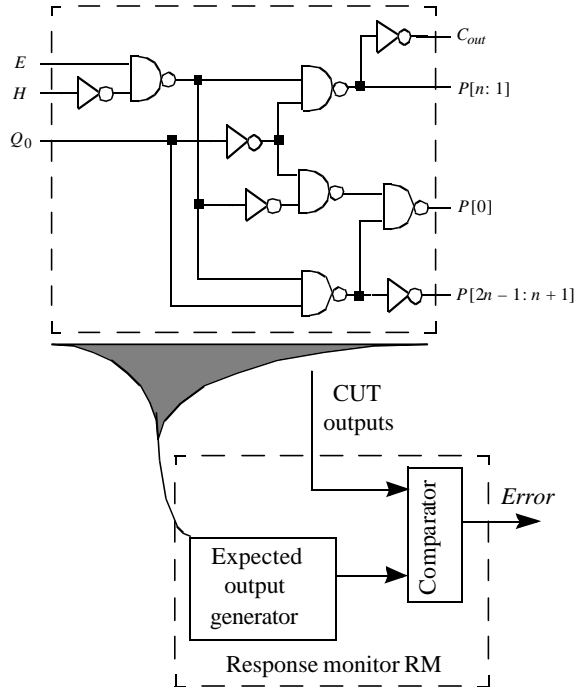 E
H
Q0
Cout
P[n: 1]
P[0]
P[2n – 1: n + 1]
CUT
outputs
Comparator
Error
Expected
output
generator
Response monitor RM